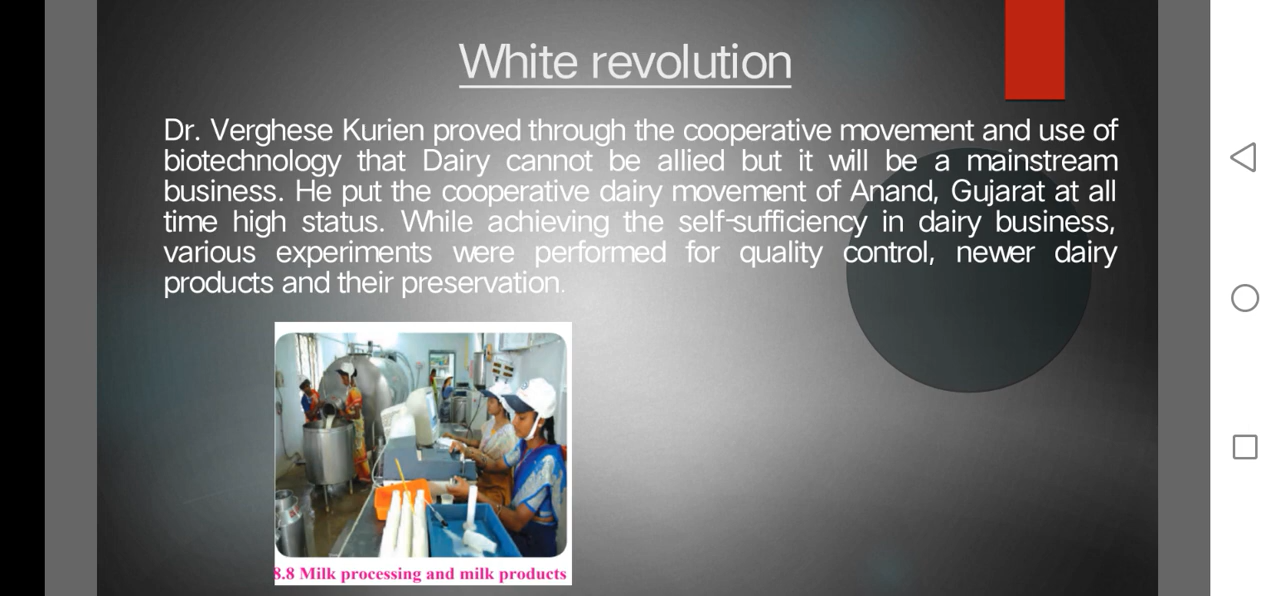 White revolution
Dr. Verghese Kurien proved through the cooperative movement and use of
biotechnology that Dairy cannot be allied but it will be a mainstream
business. He put the cooperative dairy movement of Anand, Gujarat at all
time high status. While achieving the self-sufficiency in dairy business,
various experiments were performed for quality control, newer dairy
products and their preservation.
8.8 Milk processing and milk products